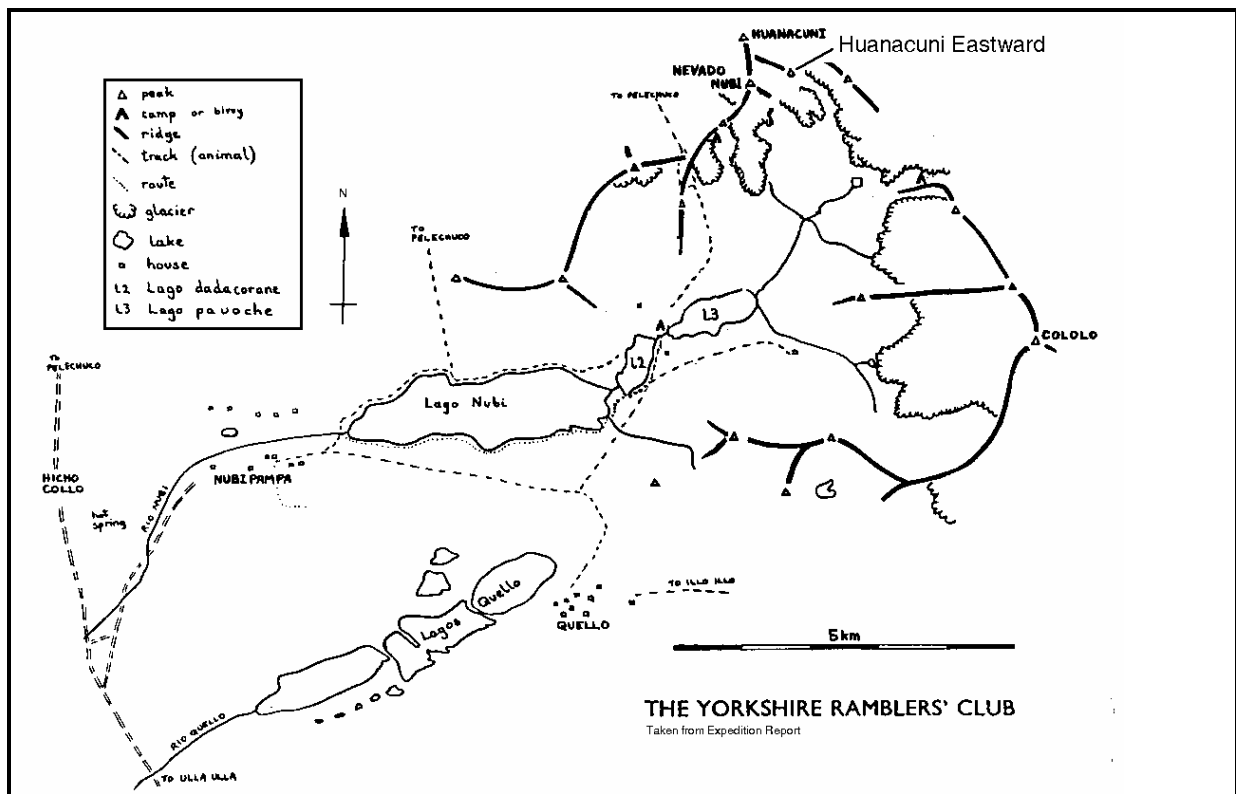 HUANACUNI
Huanacuni Eastward
NEVADO
NUBI
TO PELECHUCO
peak
camp or bivvy
ridge
track (animal)
route
glacier
lake
house
L2 Lago dadacorane
L3 Lago pavoche
N
TO
PELECHUCO
L3
L2
COLOLO
TO
PELECHUCO
Lago Nubi
HICHO
COLLO
NUBI PAMPA
hot
spring
RIO NUBI
Quello
Lagos
TO ILLO ILLO
QUELLO
5km
RIO QUELLO
TO ULLA ULLA
THE YORKSHIRE RAMBLERS' CLUB
Taken from Expedition Report